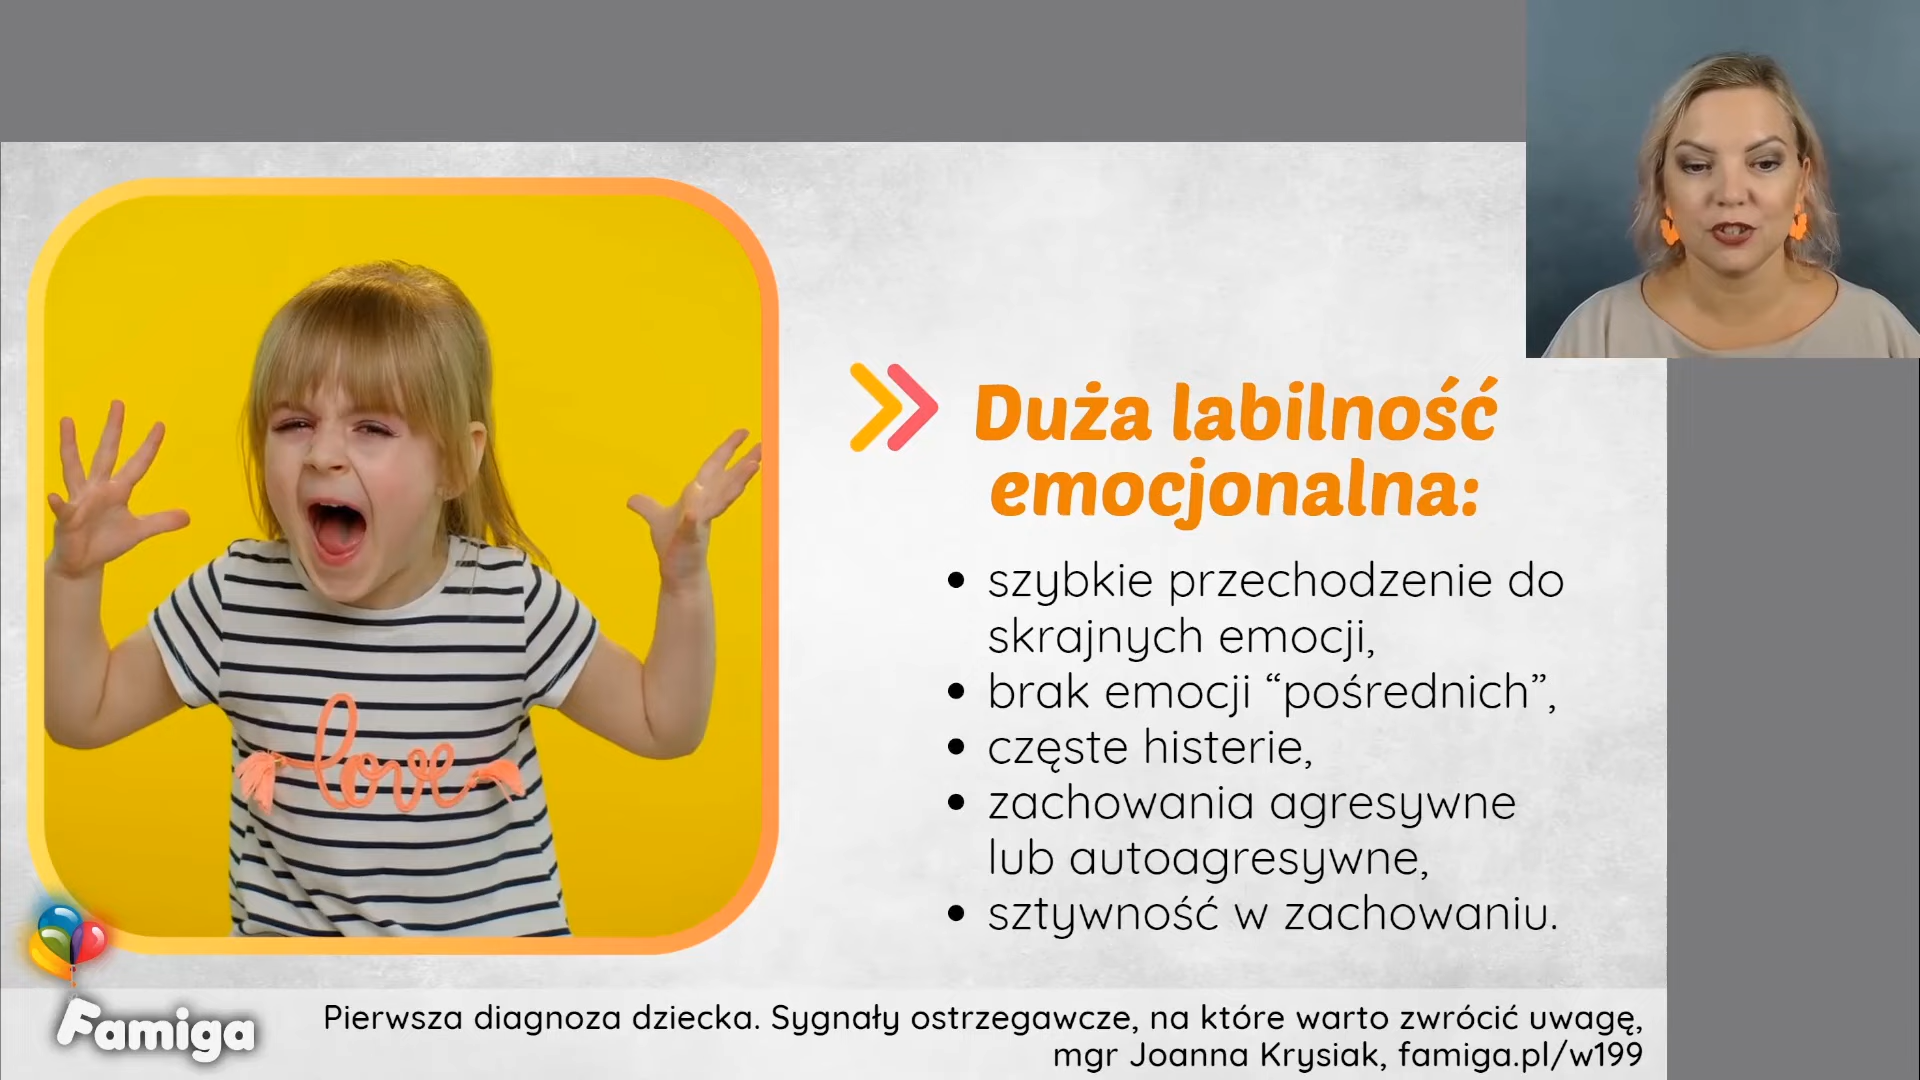 Duża labilność
emocjonalna:
• szybkie przechodzenie do
skrajnych emocji,
• brak emocji “pośrednich”,
• częste histerie,
• zachowania agresywne
lub autoagresywne,
• sztywność w zachowaniu.
love
Famiga
Pierwsza diagnoza dziecka. Sygnały ostrzegawcze, na które warto zwrócić uwagę,
mgr Joanna Krysiak, famiga.pl/w199